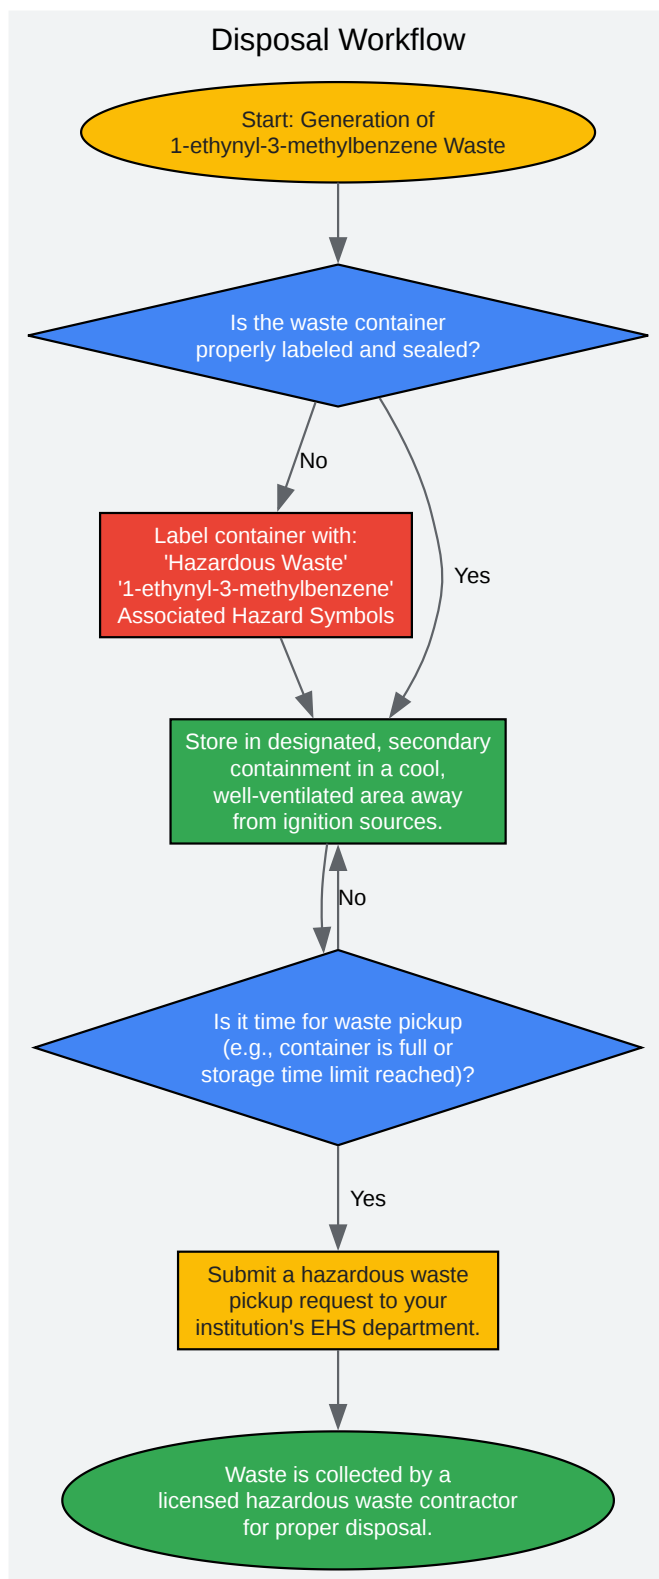 Disposal Workflow
Start: Generation of
1-ethynyl-3-methylbenzene Waste
Is the waste container
properly labeled and sealed?
No
Yes
Label container with:
'Hazardous Waste'
'1-ethynyl-3-methylbenzene'
Associated Hazard Symbols
Store in designated, secondary
containment in a cool,
well-ventilated area away
from ignition sources.
No
Is it time for waste pickup
(e.g., container is full or
storage time limit reached)?
Yes
Submit a hazardous waste
pickup request to your
institution's EHS department.
Waste is collected by a
licensed hazardous waste contractor
for proper disposal.